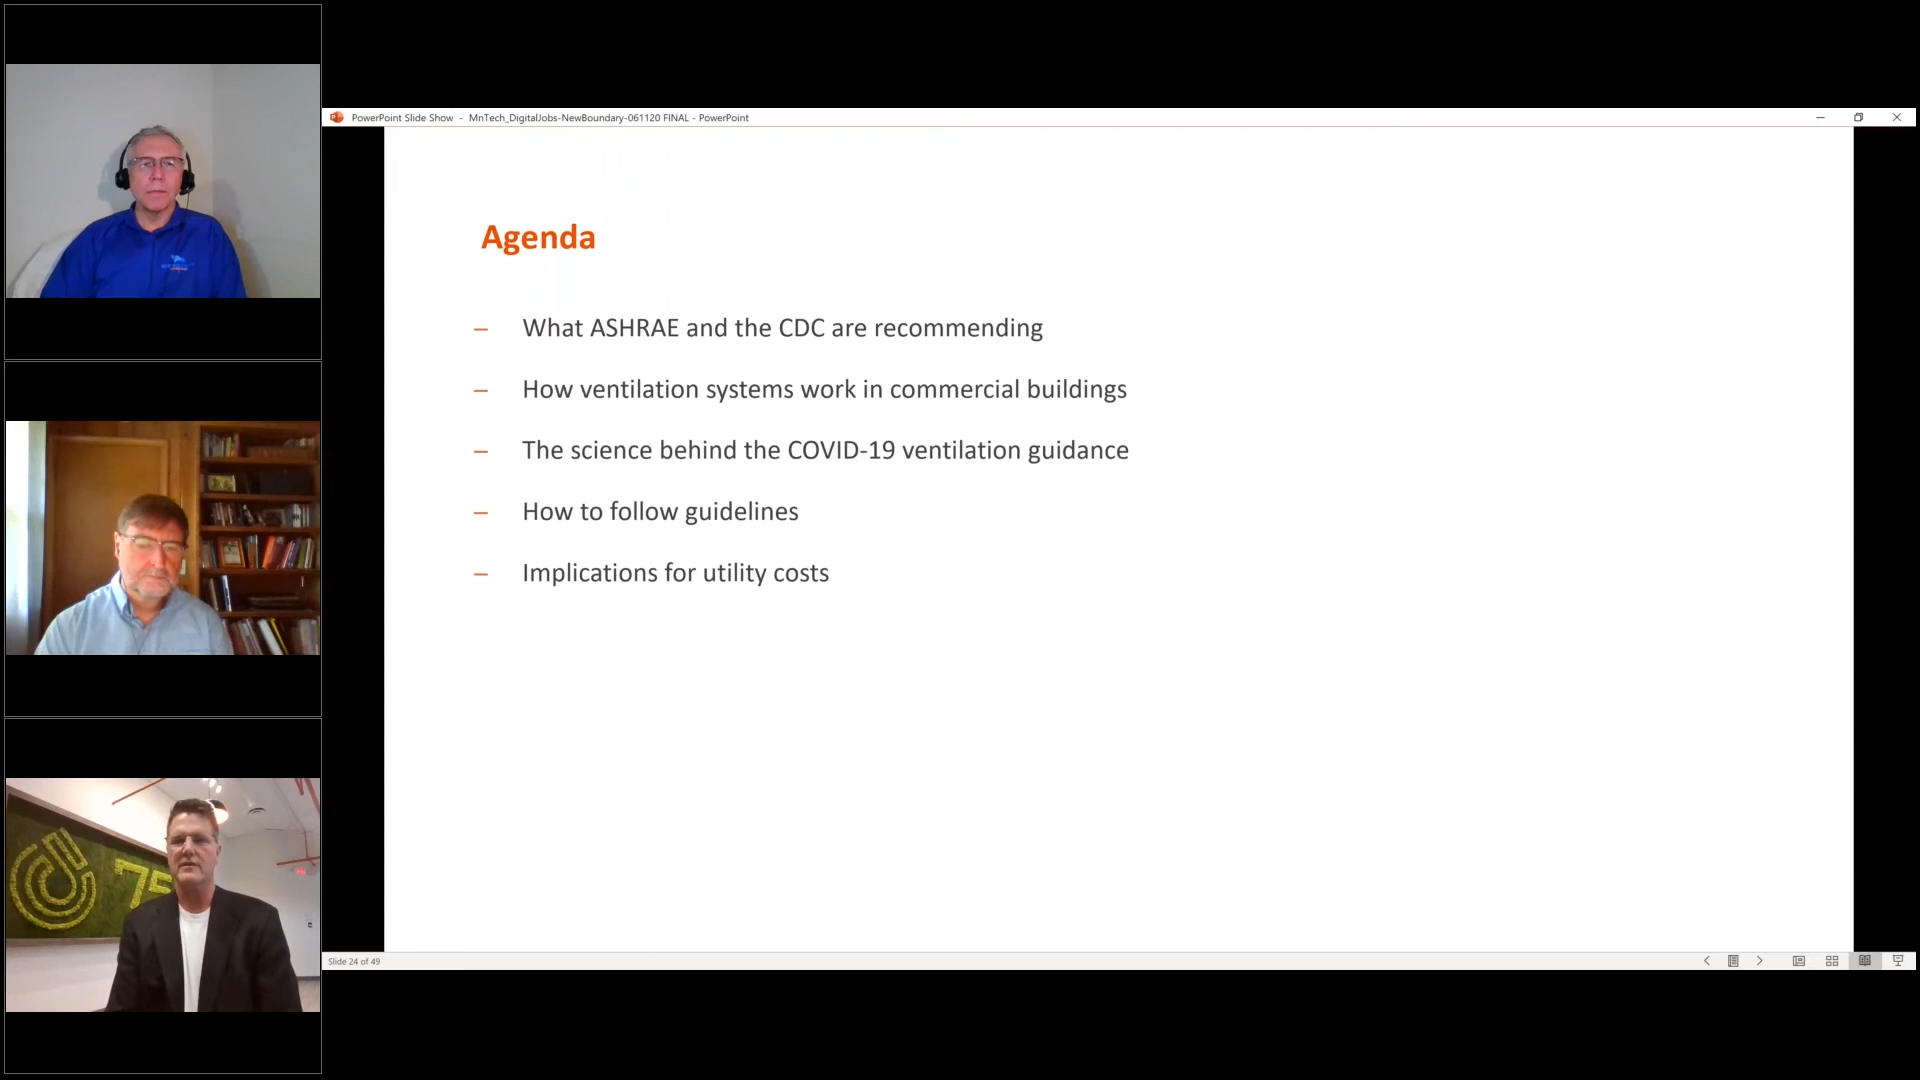 PowerPoint Slide Show - MnTech_DigitalJobs-NewBoundary-061120 FINAL - PowerPoint
Agenda
– What ASHRAE and the CDC are recommending
– How ventilation systems work in commercial buildings
– The science behind the COVID-19 ventilation guidance
– How to follow guidelines
– Implications for utility costs
75
Slide 24 of 49